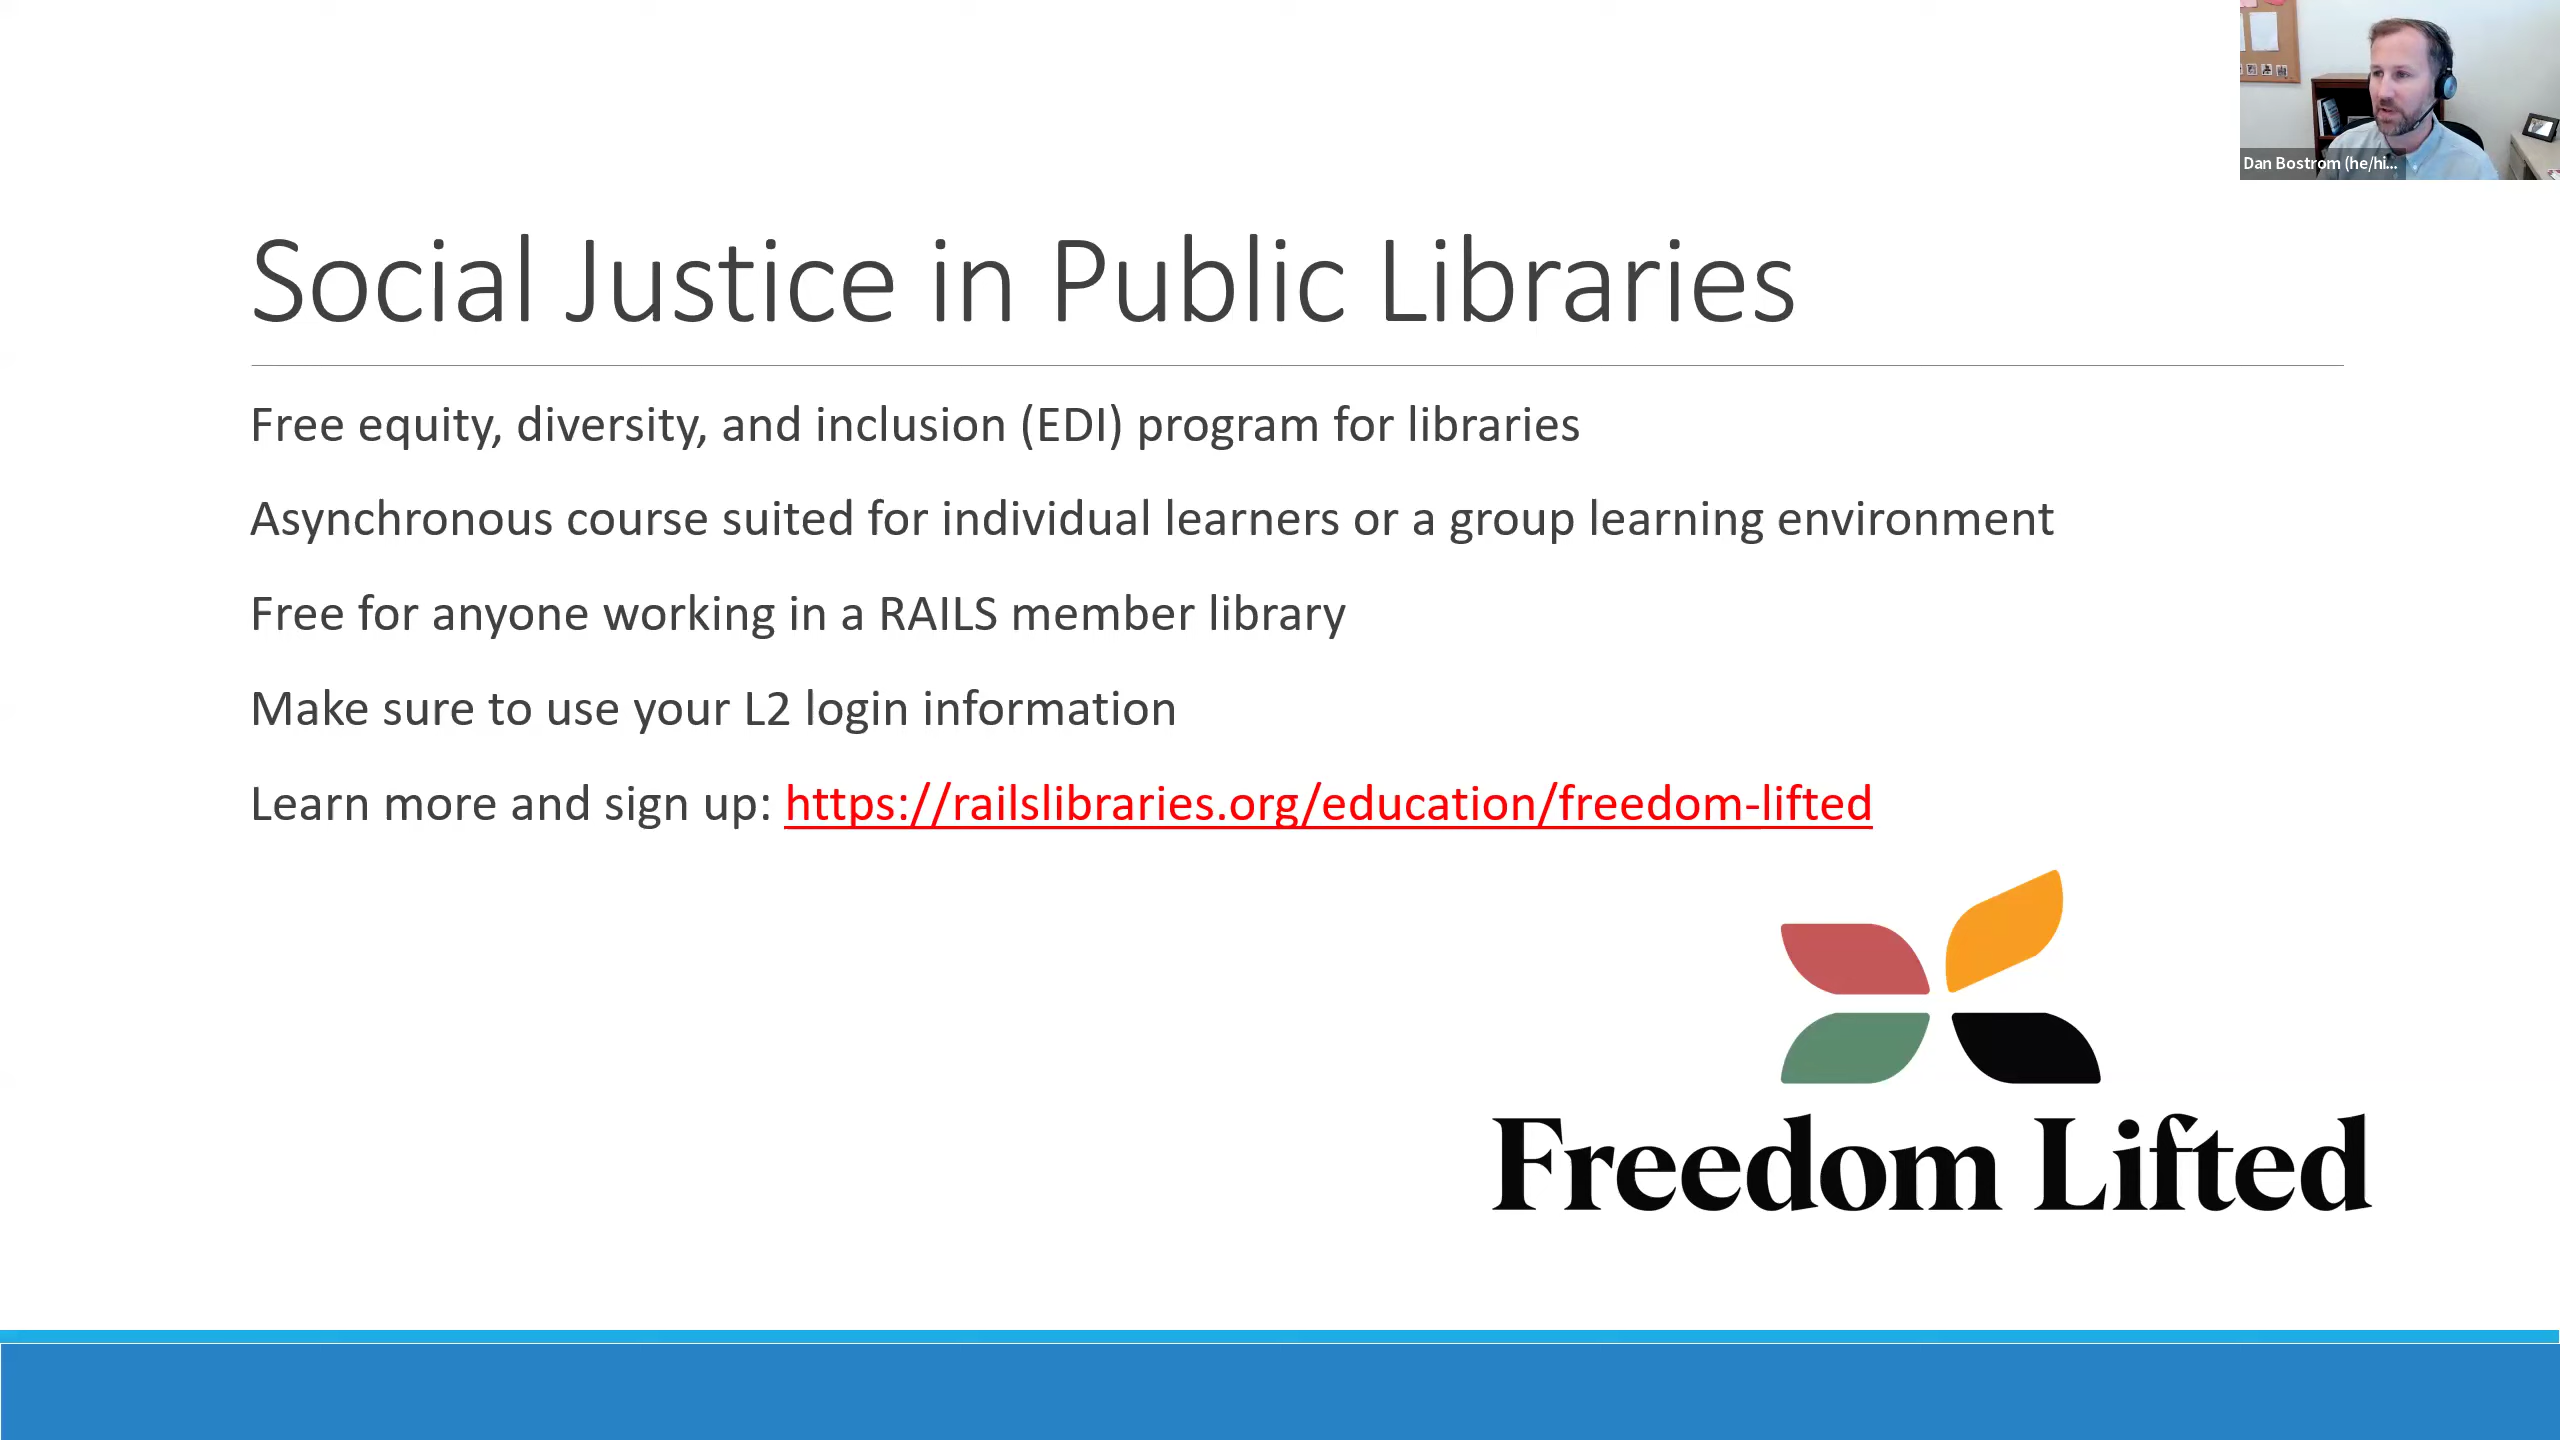 Dan Bostrom (he/hi...
Social Justice in Public Libraries
Free equity, diversity, and inclusion (EDI) program for libraries
Asynchronous course suited for individual learners or a group learning environment
Free for anyone working in a RAILS member library
Make sure to use your L2 login information
Learn more and sign up: https://railslibraries.org/education/freedom-lifted
Freedom Lifted